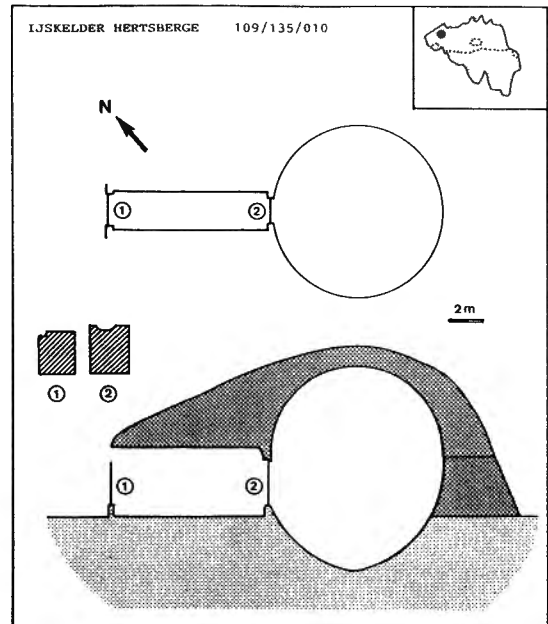 IJSKELDER HERTSBERGE 109/135/010
N
① ②
2m
① ②
①
②